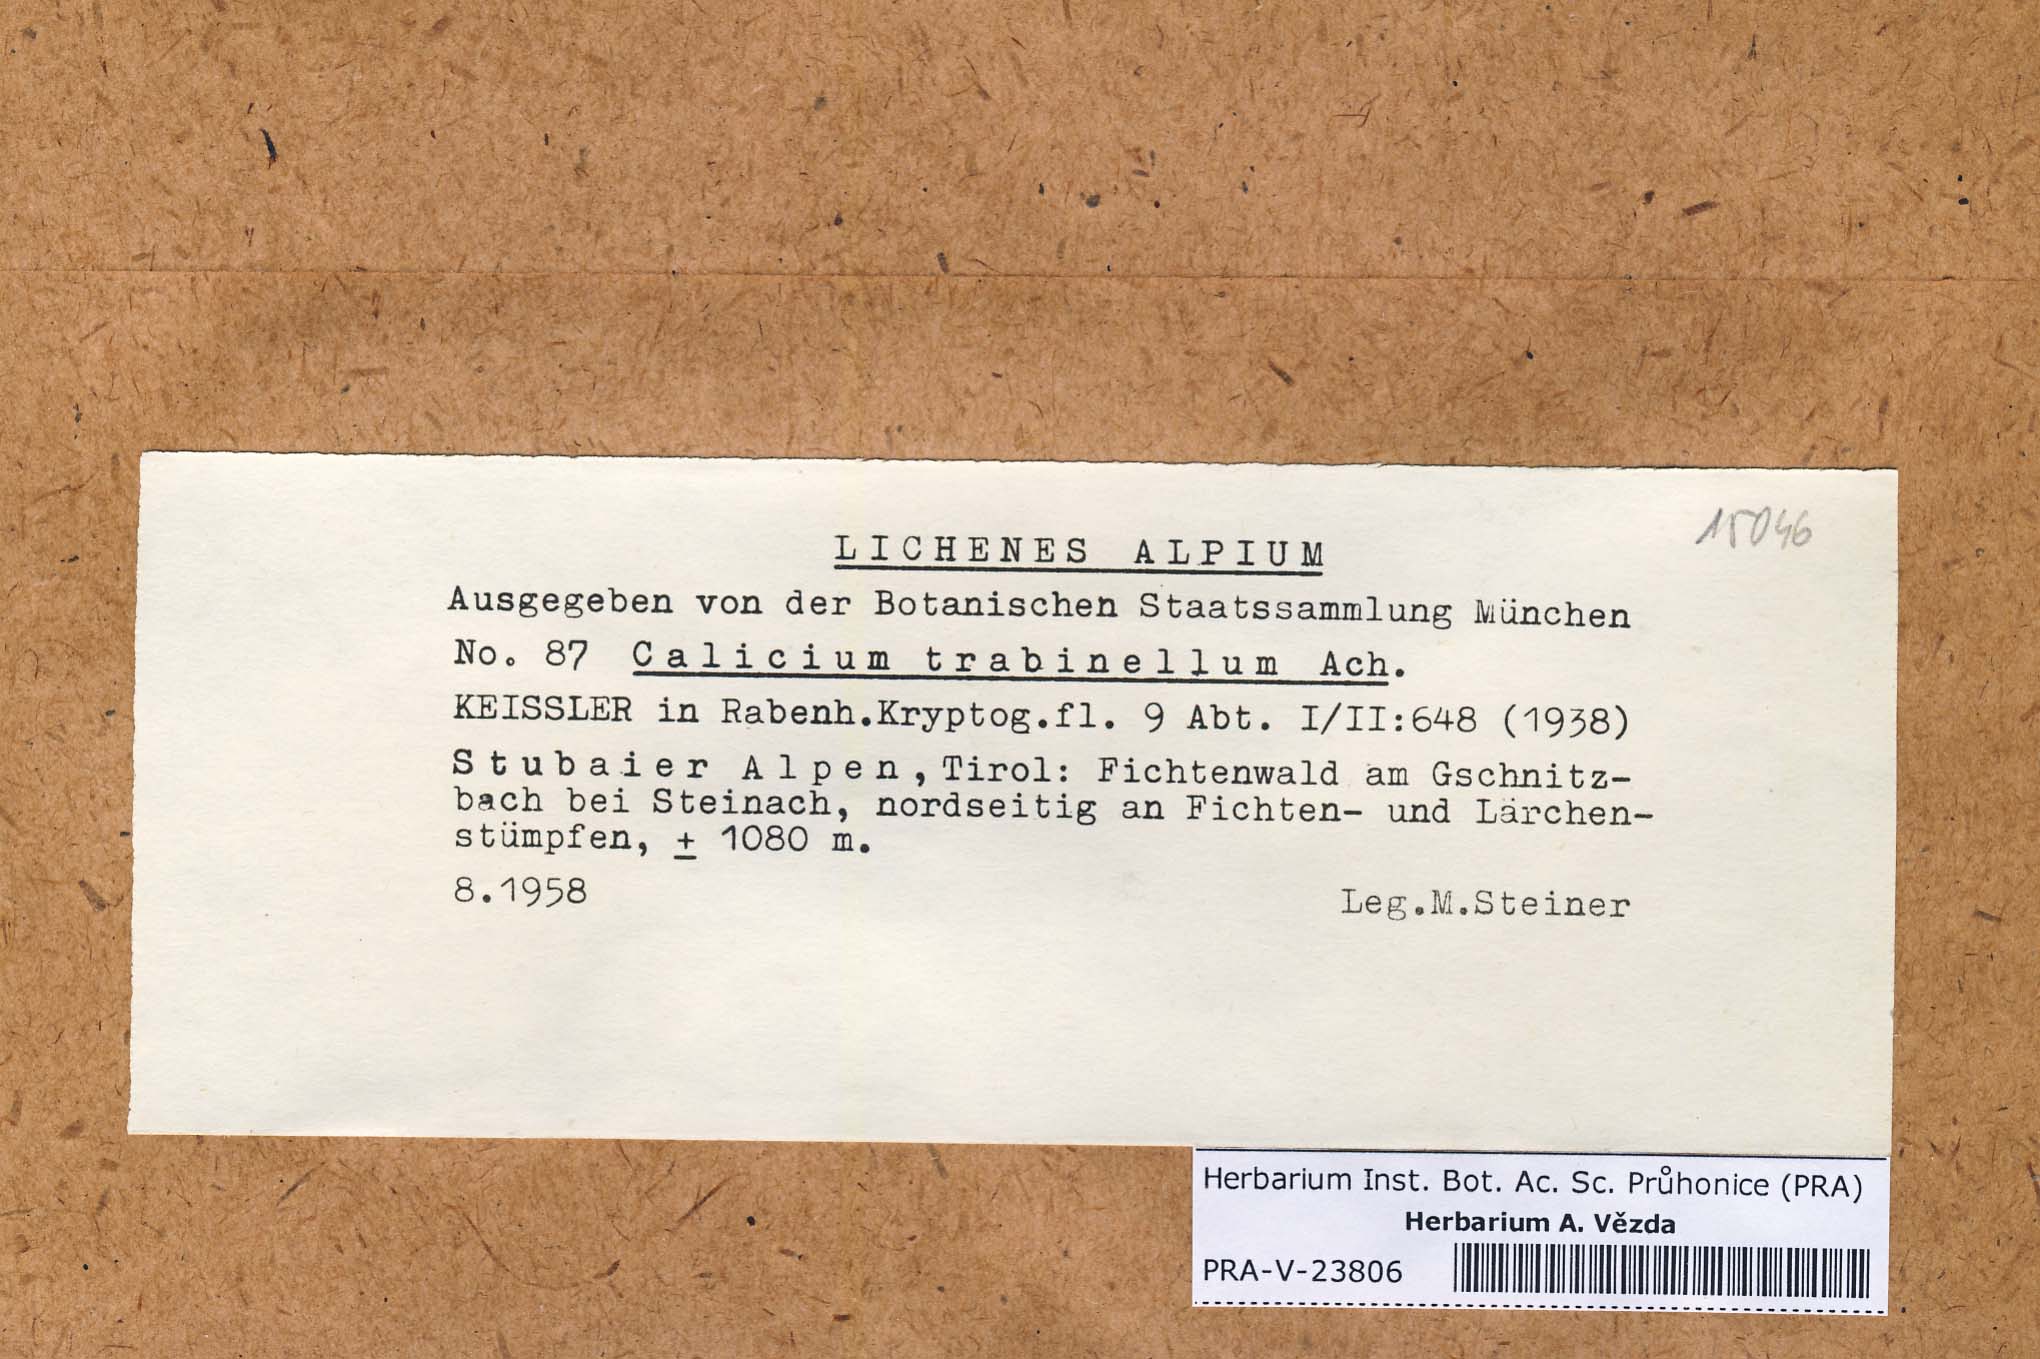 15046
LICHENES ALPIUM
Ausgegeben von der Botanischen Staatssammlung München
No. 87 Calicium trabinellum Ach.
KEISSLER in Rabenh.Kryptog.fl. 9 Abt. I/II:648 (1938)
Stubaier Alpen, Tirol: Fichtenwald am Gschnitz-
bach bei Steinach, nordseitig an Fichten- und Lärchen-
stümpfen, ± 1080 m.
8.1958 Leg.M.Steiner
Herbarium Inst. Bot. Ac. Sc. Průhonice (PRA)
Herbarium A. Vězda
PRA-V-23806